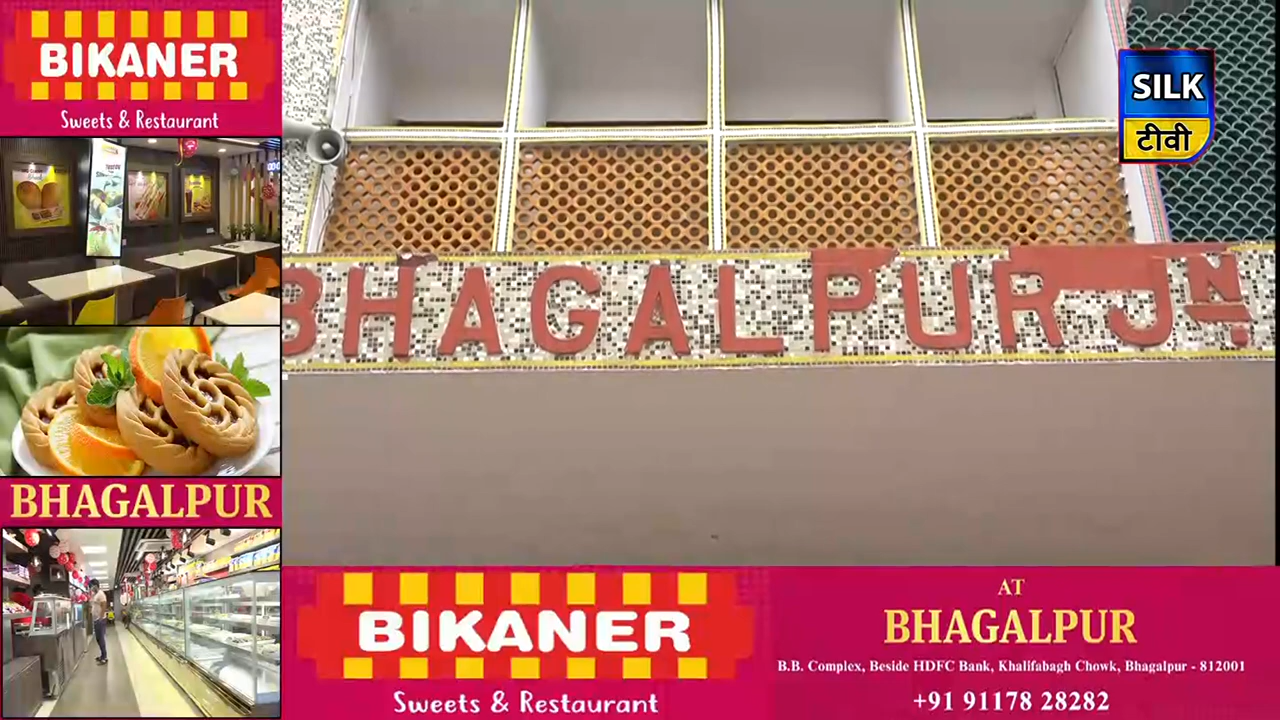 BIKANER
Sweets & Restaurant
SILK
टीवी
BHAGALPUR JN
BHAGALPUR
BIKANER
Sweets & Restaurant
AT
BHAGALPUR
B.B. Complex, Beside HDFC Bank, Khalifabagh Chowk, Bhagalpur - 812001
+91 91178 28282